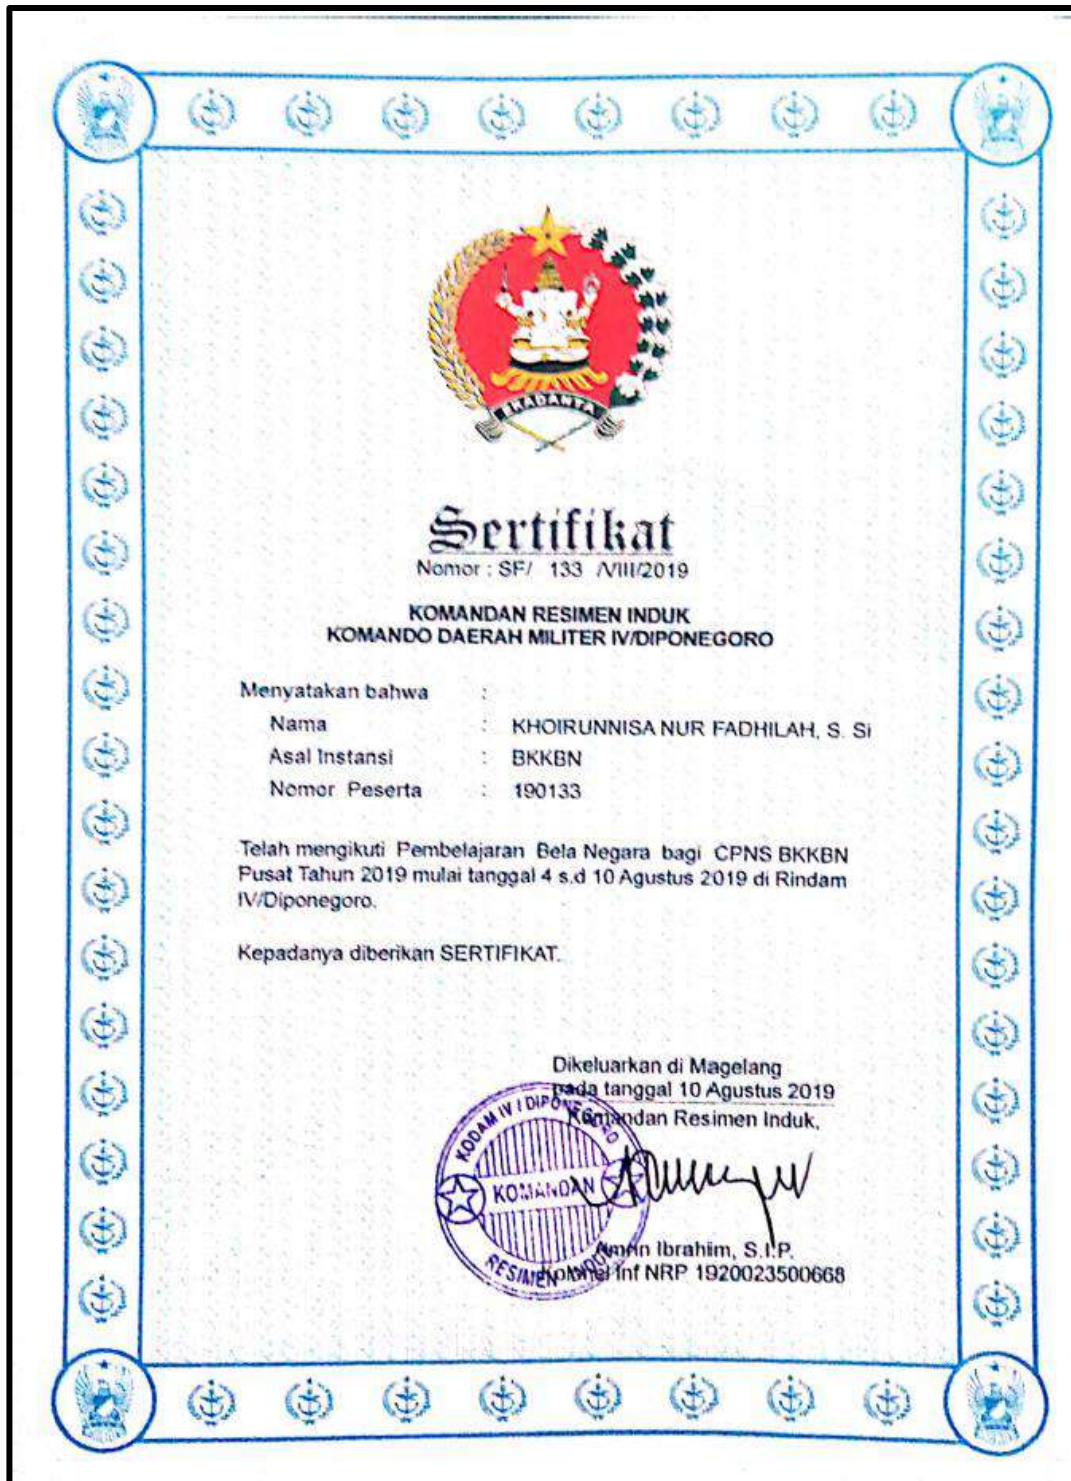 EKADANTA
Sertifikat
Nomor : SF/ 133 /VIII/2019
KOMANDAN RESIMEN INDUK
KOMANDO DAERAH MILITER IV/DIPONEGORO
Menyatakan bahwa :
Nama : KHOIRUNNISA NUR FADHILAH, S. Si
Asal Instansi : BKKBN
Nomor Peserta : 190133
Telah mengikuti Pembelajaran Bela Negara bagi CPNS BKKBN
Pusat Tahun 2019 mulai tanggal 4 s.d 10 Agustus 2019 di Rindam
IV/Diponegoro.
Kepadanya diberikan SERTIFIKAT.
Dikeluarkan di Magelang
pada tanggal 10 Agustus 2019
Komandan Resimen Induk,
KODAM IV / DIPONEGORO
KOMANDAN
RESIMEN INDUK
Ibrahim, S.I.P.
Kolonel Inf NRP 1920023500668